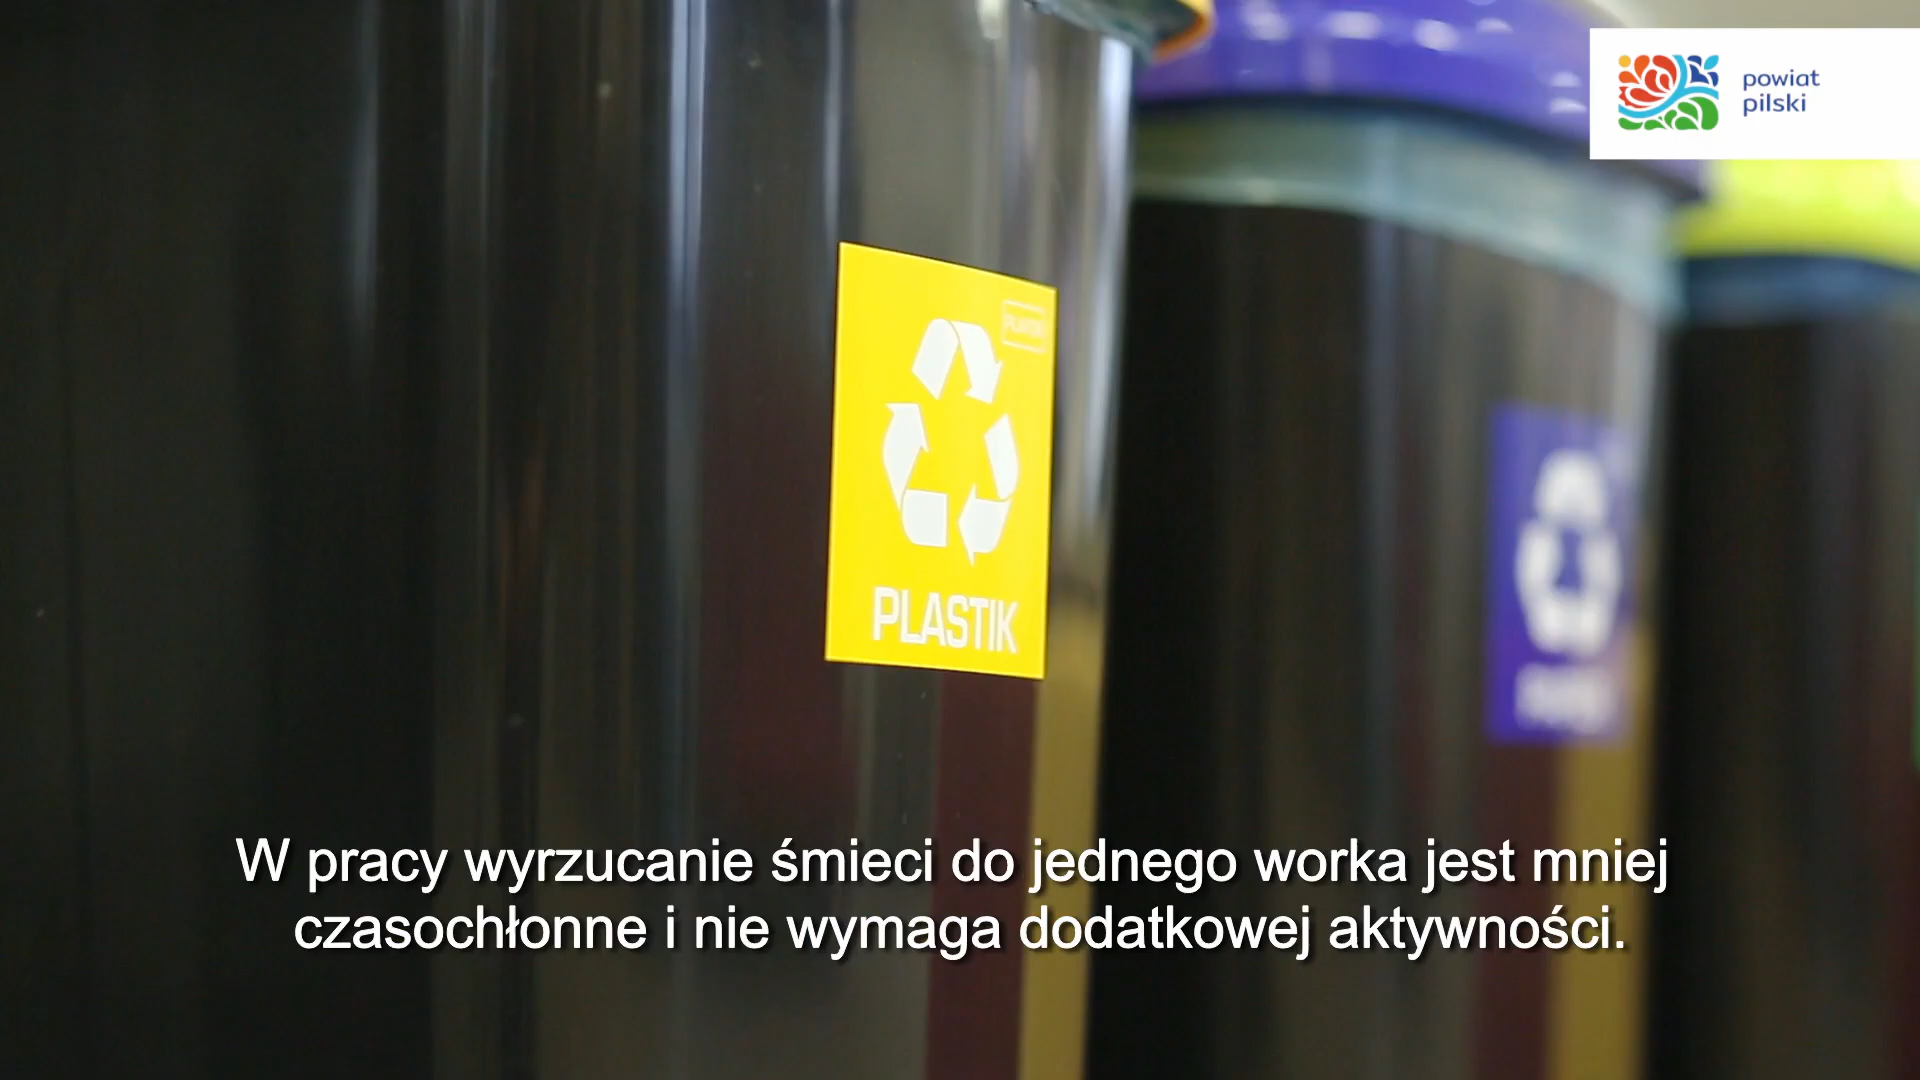 powiat
pilski
PLASTIK
W pracy wyrzucanie śmieci do jednego worka jest mniej
czasochłonne i nie wymaga dodatkowej aktywności.